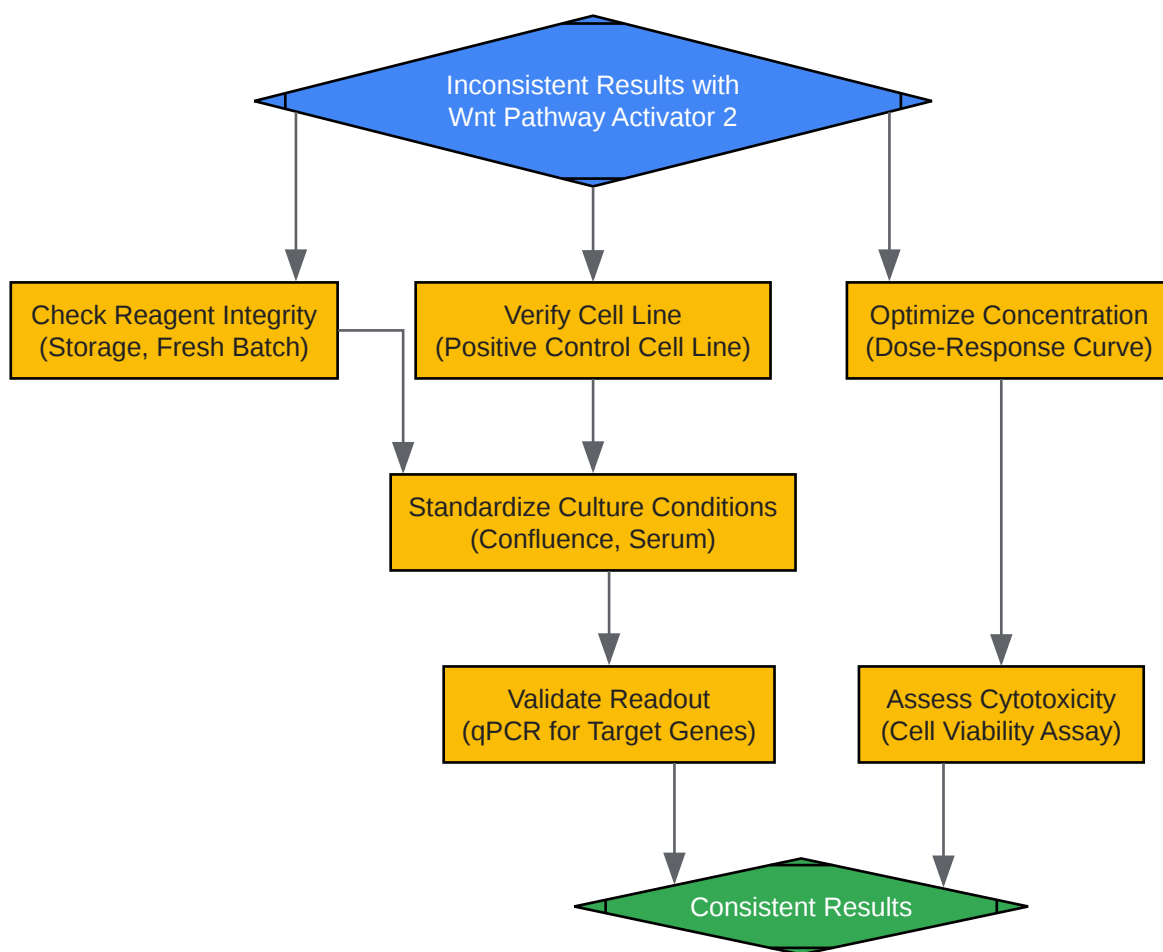 Inconsistent Results with
Wnt Pathway Activator 2
Check Reagent Integrity
(Storage, Fresh Batch)
Verify Cell Line
(Positive Control Cell Line)
Optimize Concentration
(Dose-Response Curve)
Standardize Culture Conditions
(Confluence, Serum)
Validate Readout
(qPCR for Target Genes)
Assess Cytotoxicity
(Cell Viability Assay)
Consistent Results